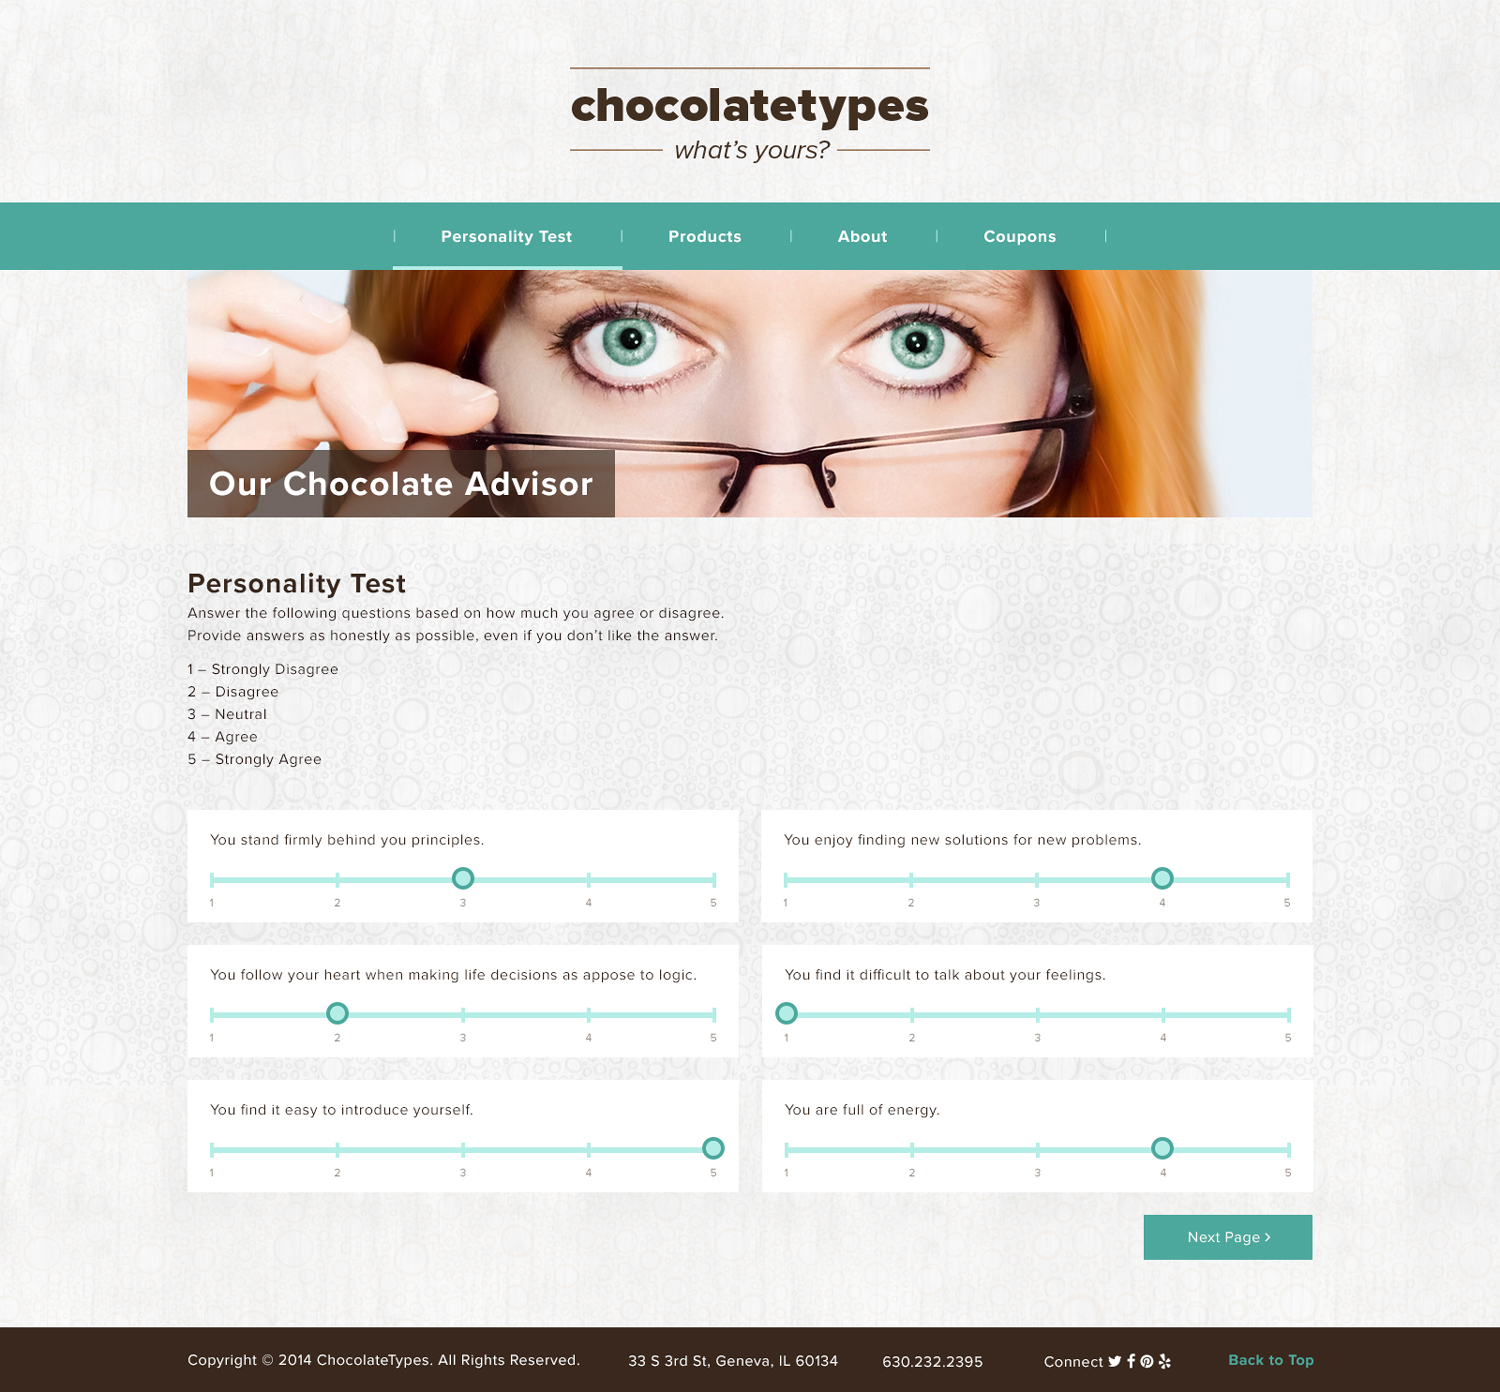 chocolatetypes
what's yours?
Personality Test | Products | About | Coupons
Our Chocolate Advisor
Personality Test
Answer the following questions based on how much you agree or disagree.
Provide answers as honestly as possible, even if you don't like the answer.
1 – Strongly Disagree
2 – Disagree
3 – Neutral
4 – Agree
5 – Strongly Agree
You stand firmly behind you principles.
1 2 3 4 5
You enjoy finding new solutions for new problems.
1 2 3 4 5
You follow your heart when making life decisions as appose to logic.
1 2 3 4 5
You find it difficult to talk about your feelings.
1 2 3 4 5
You find it easy to introduce yourself.
1 2 3 4 5
You are full of energy.
1 2 3 4 5
Next Page >
Copyright © 2014 ChocolateTypes. All Rights Reserved. 33 S 3rd St, Geneva, IL 60134 630.232.2395 Connect Back to Top